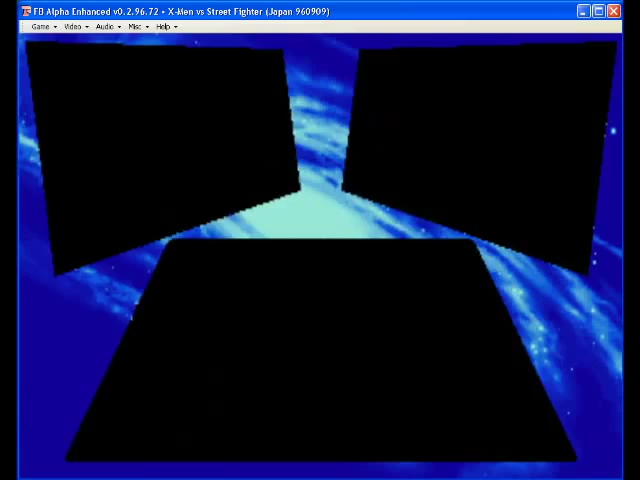 FB Alpha Enhanced v0.2.96.72 • X-Men vs Street Fighter (Japan 960909)
Game Video Audio Misc Help